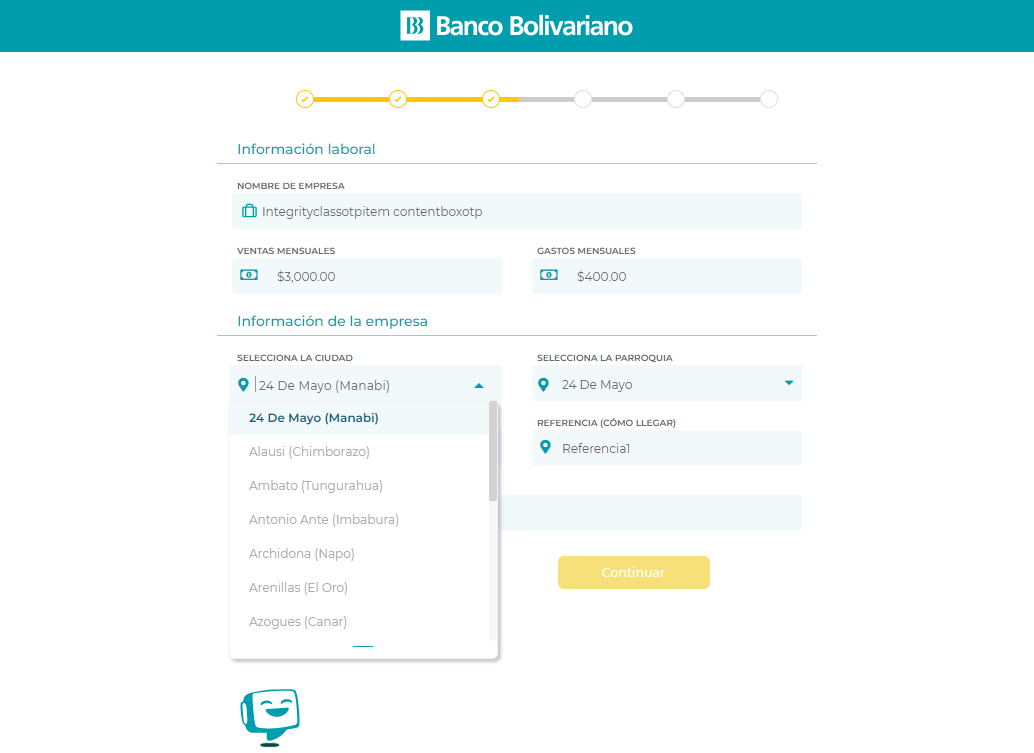 Banco Bolivariano
Información laboral
NOMBRE DE EMPRESA
Integrityclassotpitem contentboxotp
VENTAS MENSUALES
GASTOS MENSUALES
$3,000.00
$400.00
Información de la empresa
SELECCIONA LA CIUDAD
SELECCIONA LA PARROQUIA
24 De Mayo (Manabi)
24 De Mayo
24 De Mayo (Manabi)
Alausi (Chimborazo)
Ambato (Tungurahua)
Antonio Ante (Imbabura)
Archidona (Napo)
Arenillas (El Oro)
Azogues (Canar)
REFERENCIA (CÓMO LLEGAR)
Referencia1
Continuar